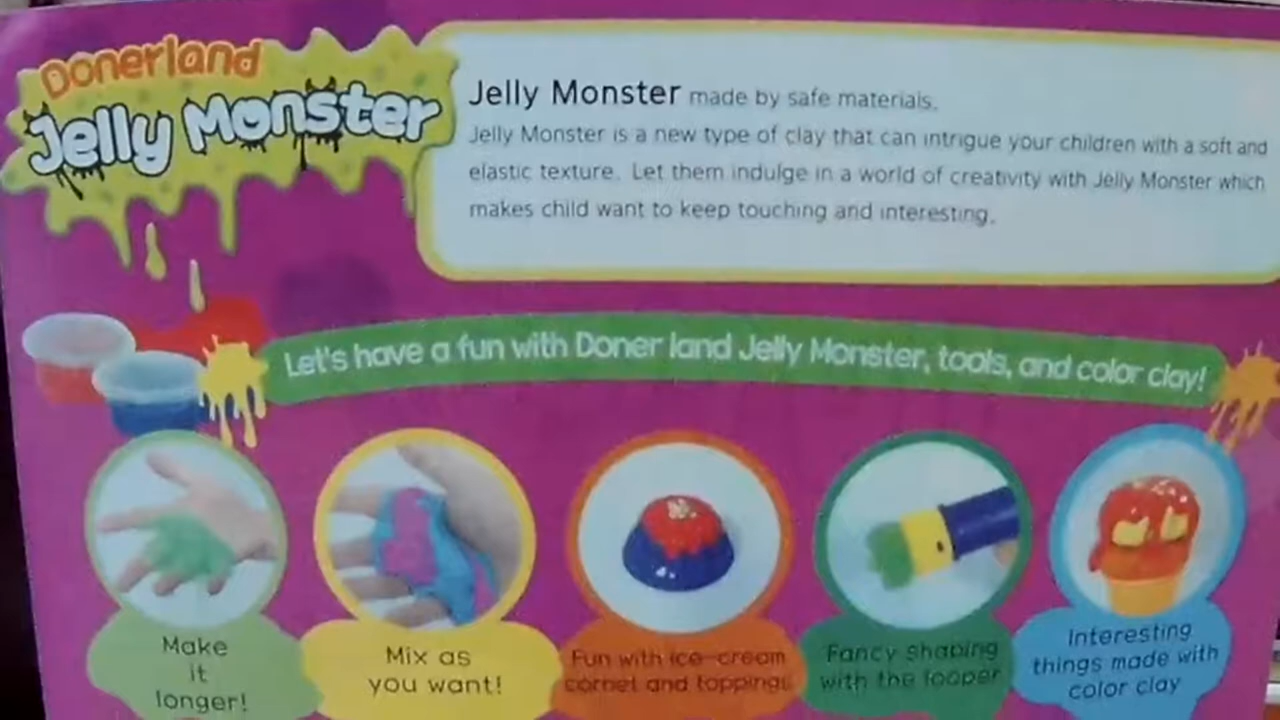 Donerland
Jelly Monster
Jelly Monster made by safe materials.
Jelly Monster is a new type of clay that can intrigue your children with a soft and
elastic texture. Let them indulge in a world of creativity with Jelly Monster which
makes child want to keep touching and interesting.
Let's have a fun with Doner land Jelly Monster, tools, and color clay!
Make
it
longer!
Mix as
you want!
Fun with ice-cream
cornet and toppings
Fancy shaping
with the looper
Interesting
things made with
color clay